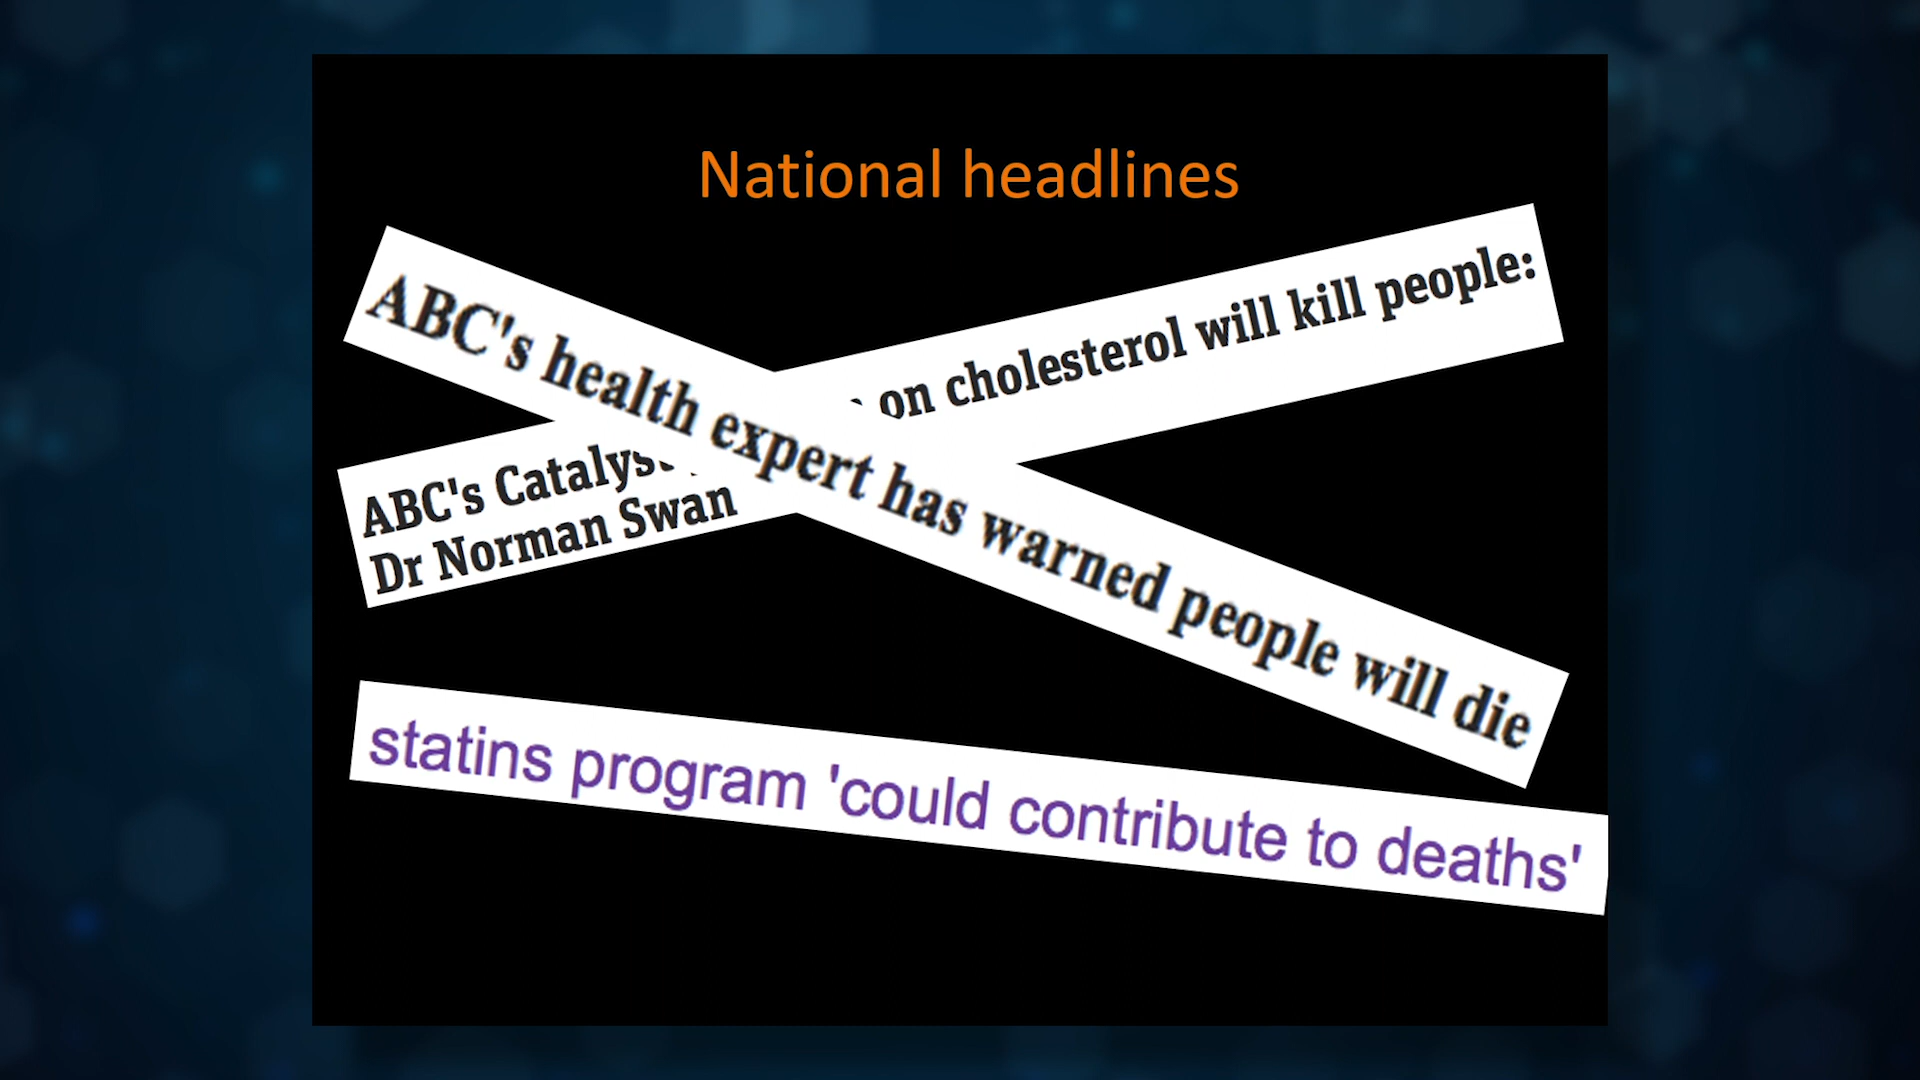 National headlines
ABC's health expert has warned people will die
ABC's Catalyst on cholesterol will kill people:
Dr Norman Swan
statins program 'could contribute to deaths'